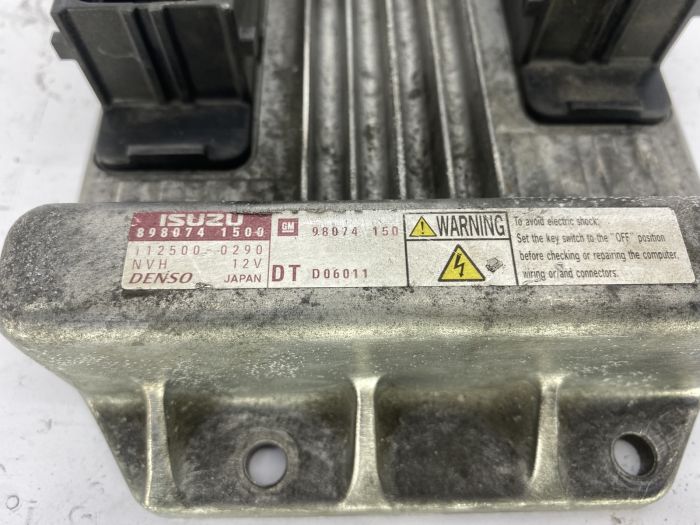 ISUZU
898074 1500
112500-0290
NVH 12V
DENSO JAPAN
GM 98074 150
DT D06011
WARNING
To avoid electric shock;
Set the key switch to the "OFF" position
before checking or repairing the computer,
wiring or/and connectors.